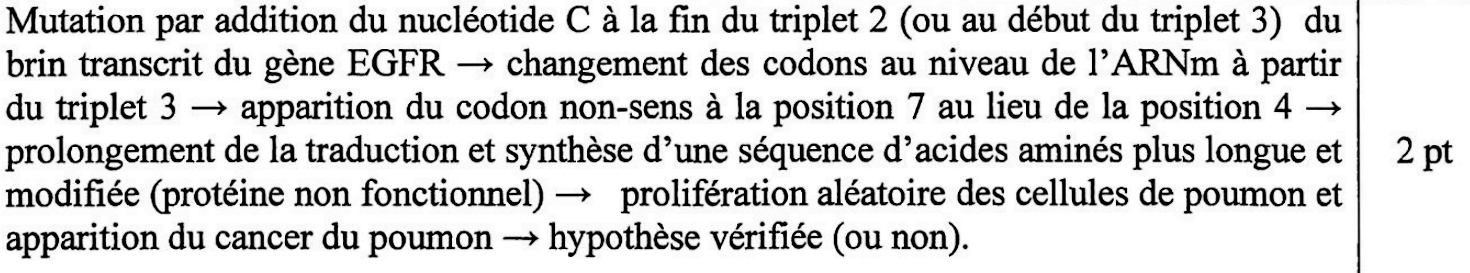 Mutation par addition du nucléotide C à la fin du triplet 2 (ou au début du triplet 3) du
brin transcrit du gène EGFR → changement des codons au niveau de l'ARNm à partir
du triplet 3 → apparition du codon non-sens à la position 7 au lieu de la position 4 →
prolongement de la traduction et synthèse d'une séquence d'acides aminés plus longue et
modifiée (protéine non fonctionnel) → prolifération aléatoire des cellules de poumon et
apparition du cancer du poumon → hypothèse vérifiée (ou non).
2 pt